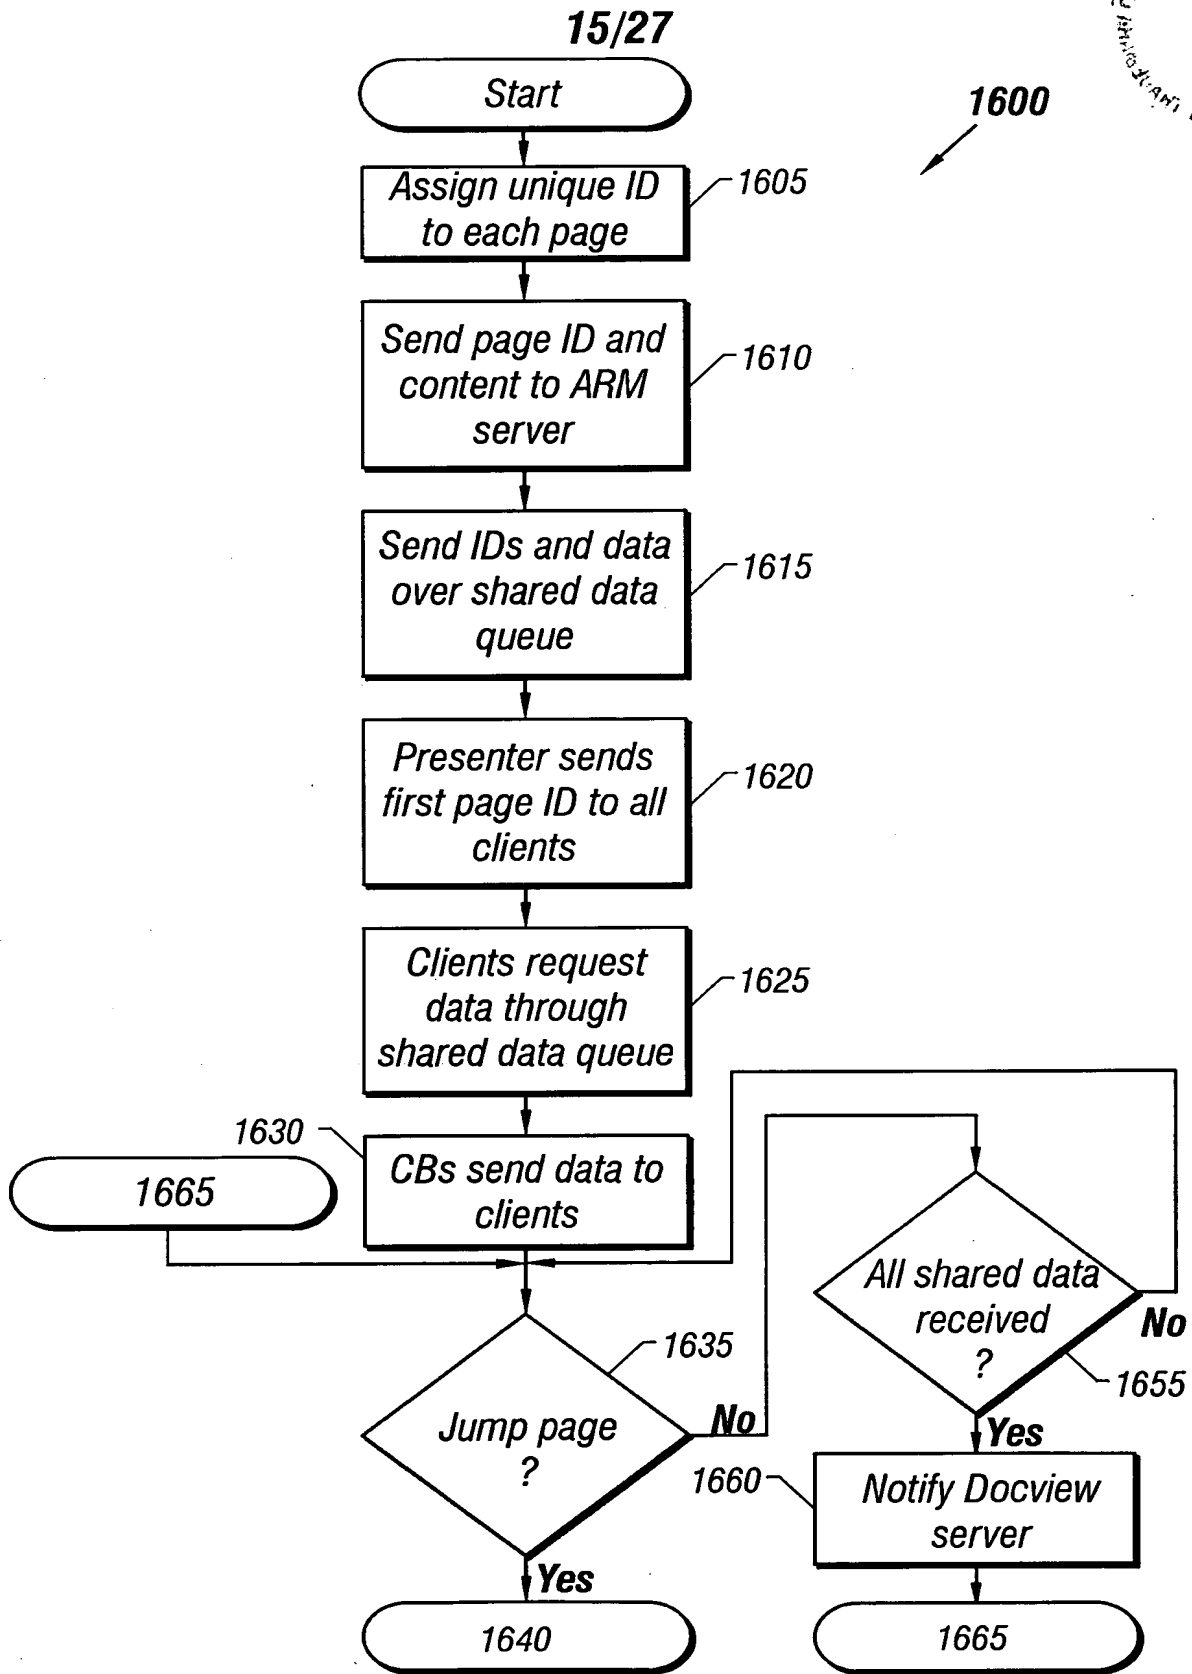 15/27
Start
1600
Assign unique ID
to each page
1605
Send page ID and
content to ARM
server
1610
Send IDs and data
over shared data
queue
1615
Presenter sends
first page ID to all
clients
1620
Clients request
data through
shared data queue
1625
1630
CBs send data to
clients
1665
All shared data
received
?
No
1655
1635
Jump page
?
No
Yes
1660
Notify Docview
server
Yes
1640
1665